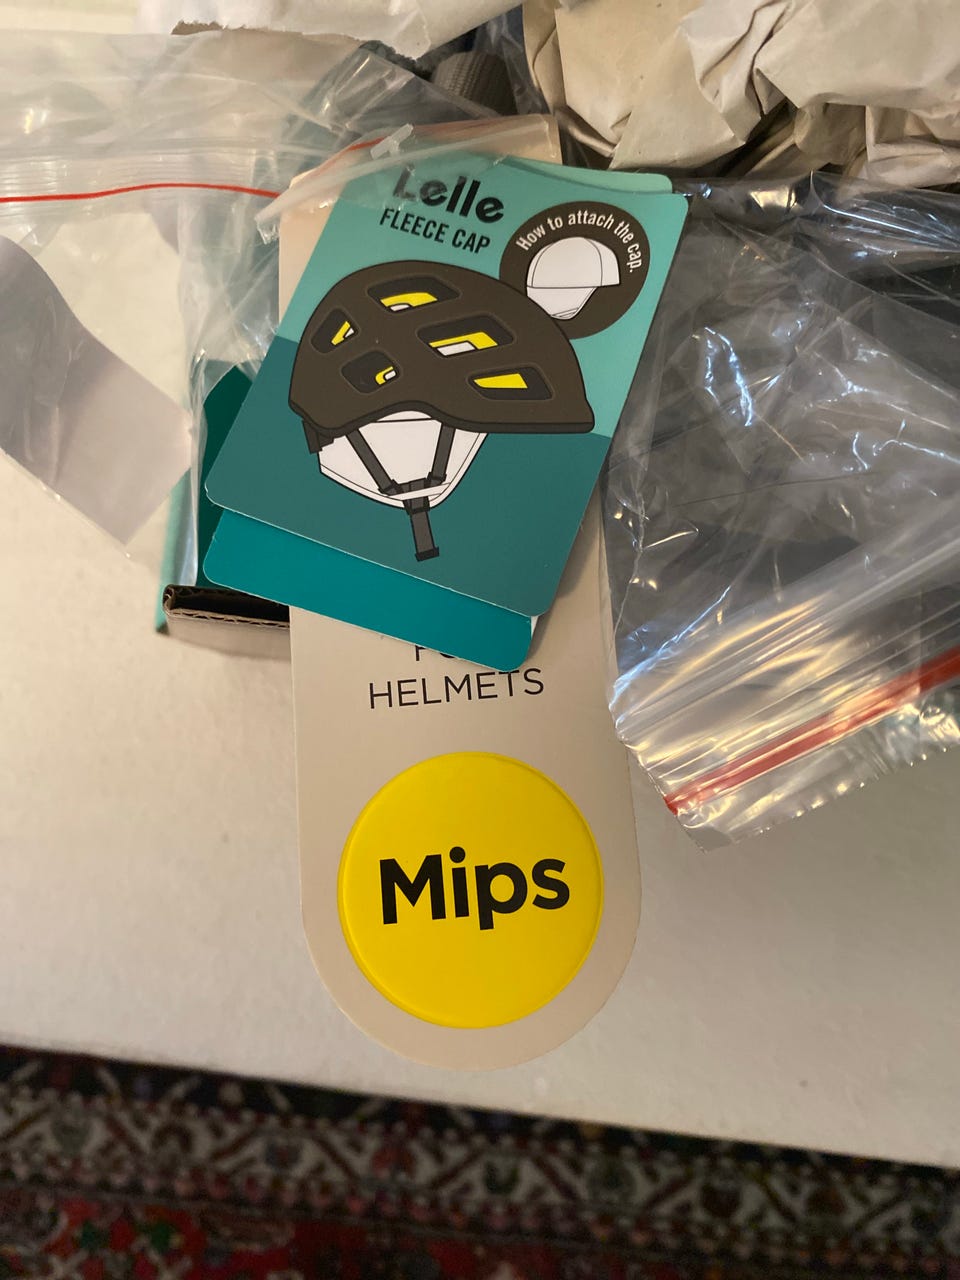 Lelle
FLEECE CAP
How to attach the cap.
HELMETS
Mips